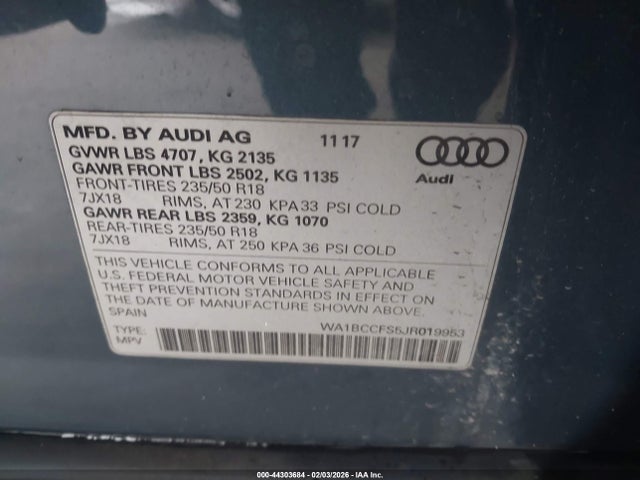 MFD. BY AUDI AG 11 17
GVWR LBS 4707, KG 2135
GAWR FRONT LBS 2502, KG 1135
FRONT-TIRES 235/50 R18
7JX18 RIMS, AT 230 KPA 33 PSI COLD
GAWR REAR LBS 2359, KG 1070
REAR-TIRES 235/50 R18
7JX18 RIMS, AT 250 KPA 36 PSI COLD
Audi
THIS VEHICLE CONFORMS TO ALL APPLICABLE
U.S. FEDERAL MOTOR VEHICLE SAFETY AND
THEFT PREVENTION STANDARDS IN EFFECT ON
THE DATE OF MANUFACTURE SHOWN ABOVE.
SPAIN
WA1BCCFS5JR019953
TYPE:
MPV
000-44303684 - 02/03/2026 - IAA Inc.